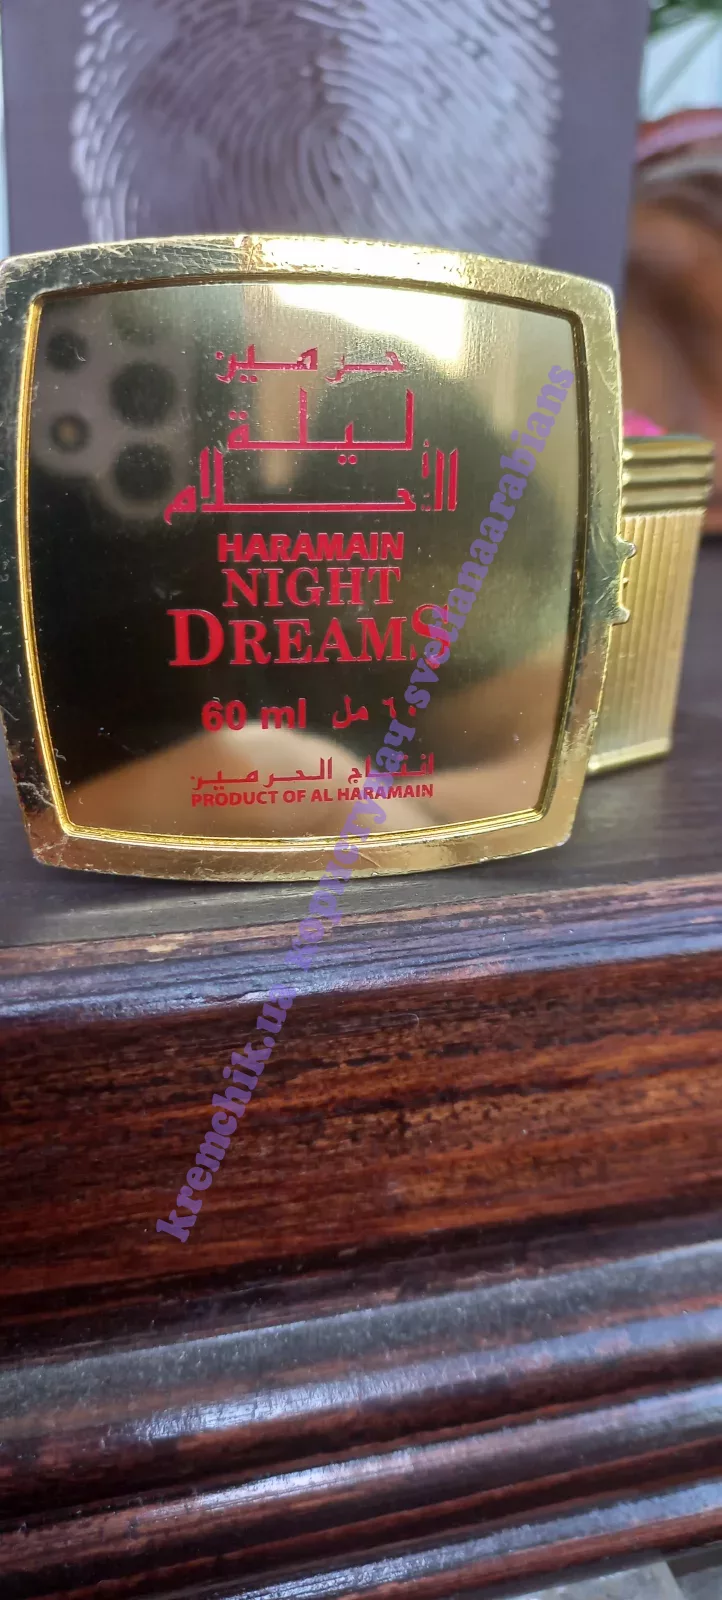 حرمين
ليلة
الأحلام
HARAMAIN
NIGHT
DREAMS
60 ml ٦٠ مل
انتاج الحرمين
PRODUCT OF AL HARAMAIN
kremchik.ua користувач svetlanaarabians